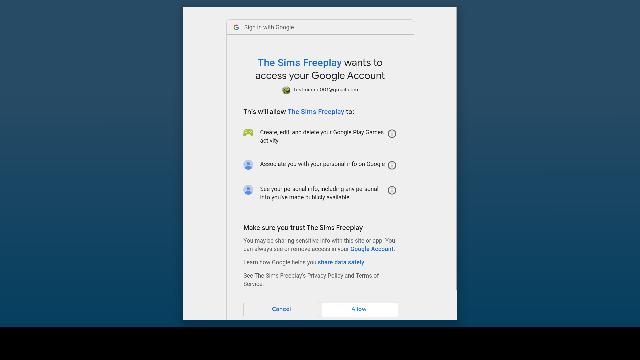 Sign in with Google
The Sims Freeplay wants to
access your Google Account
This will allow The Sims Freeplay to:
Create, edit, and delete your Google Play Games
activity
Associate you with your personal info on Google
See your personal info, including any personal
info you've made publicly available
Make sure you trust The Sims Freeplay
You may be sharing sensitive info with this site or app. You
can always see or remove access in your Google Account.
Learn how Google helps you share data safely.
See The Sims Freeplay's Privacy Policy and Terms of
Service.
Cancel
Allow